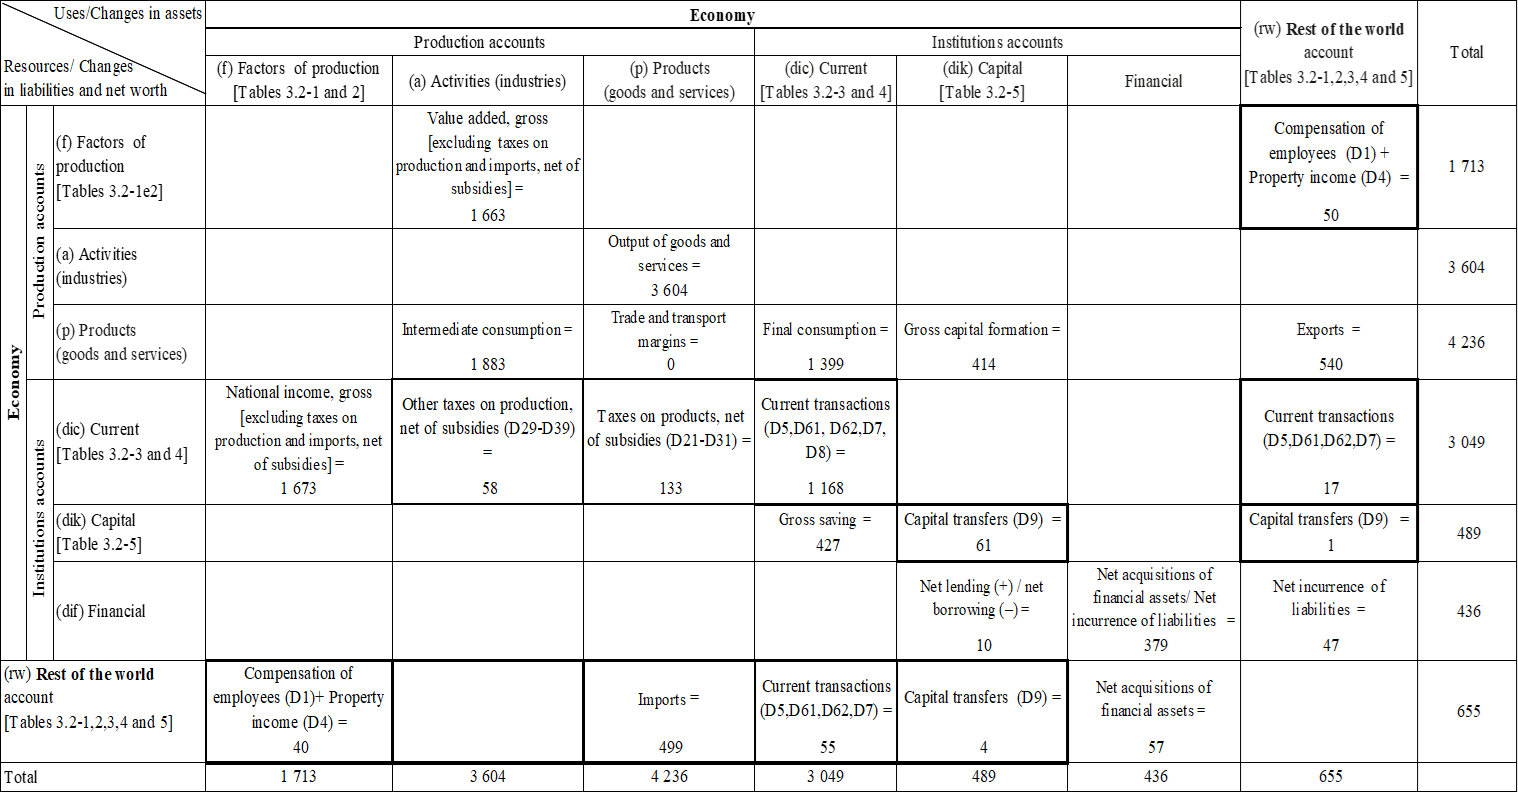 Uses/Changes in assets
Resources/ Changes
in liabilities and net worth
Economy
Production accounts
Institutions accounts
(f) Factors of production
[Tables 3.2-1 and 2]
(a) Activities (industries)
(p) Products
(goods and services)
(dic) Current
[Tables 3.2-3 and 4]
(dik) Capital
[Table 3.2-5]
Financial
(rw) Rest of the world
account
[Tables 3.2-1,2,3,4 and 5]
Total
Economy
Production accounts
(f) Factors of
production
[Tables 3.2-1e2]
Value added, gross
[excluding taxes on
production and imports, net of
subsidies] =
1 663
Compensation of
employees (D1) +
Property income (D4) =
50
1 713
(a) Activities
(industries)
Output of goods and
services =
3 604
3 604
(p) Products
(goods and services)
Intermediate consumption =
1 883
Trade and transport
margins =
0
Final consumption =
1 399
Gross capital formation =
414
Exports =
540
4 236
Institutions accounts
(dic) Current
[Tables 3.2-3 and 4]
National income, gross
[excluding taxes on
production and imports, net
of subsidies] =
1 673
Other taxes on production,
net of subsidies (D29-D39)
=
58
Taxes on products, net
of subsidies (D21-D31) =
133
Current transactions
(D5,D61, D62,D7,
D8) =
1 168
Current transactions
(D5,D61,D62,D7) =
17
3 049
(dik) Capital
[Table 3.2-5]
Gross saving =
427
Capital transfers (D9) =
61
Capital transfers (D9) =
1
489
(dif) Financial
Net lending (+) / net
borrowing (–) =
10
Net acquisitions of
financial assets/ Net
incurrence of liabilities =
379
Net incurrence of
liabilities =
47
436
(rw) Rest of the world
account
[Tables 3.2-1,2,3,4 and 5]
Compensation of
employees (D1)+ Property
income (D4) =
40
Imports =
499
Current transactions
(D5,D61,D62,D7) =
55
Capital transfers (D9) =
4
Net acquisitions of
financial assets =
57
655
Total
1 713
3 604
4 236
3 049
489
436
655